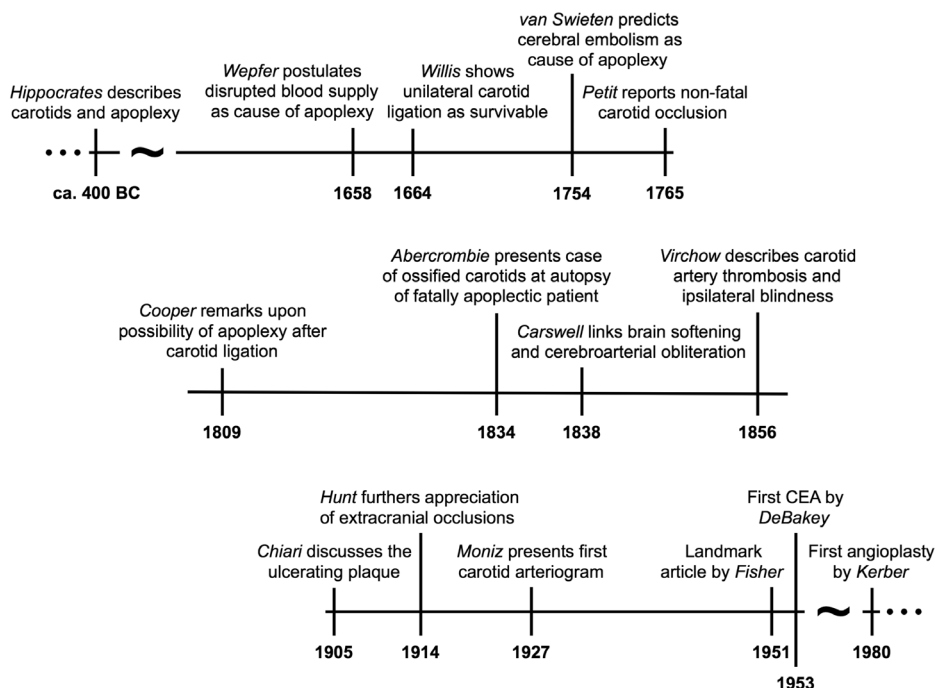 Hippocrates describes
carotids and apoplexy
ca. 400 BC
Wepfer postulates
disrupted blood supply
as cause of apoplexy
1658
Willis shows
unilateral carotid
ligation as survivable
1664
van Swieten predicts
cerebral embolism as
cause of apoplexy
1754
Petit reports non-fatal
carotid occlusion
1765
Cooper remarks upon
possibility of apoplexy after
carotid ligation
1809
Abercrombie presents case
of ossified carotids at autopsy
of fatally apoplectic patient
1834
Carswell links brain softening
and cerebroarterial obliteration
1838
Virchow describes carotid
artery thrombosis and
ipsilateral blindness
1856
Chiari discusses the
ulcerating plaque
1905
Hunt furthers appreciation
of extracranial occlusions
1914
Moniz presents first
carotid arteriogram
1927
Landmark
article by Fisher
1951
First CEA by
DeBakey
1953
First angioplasty
by Kerber
1980